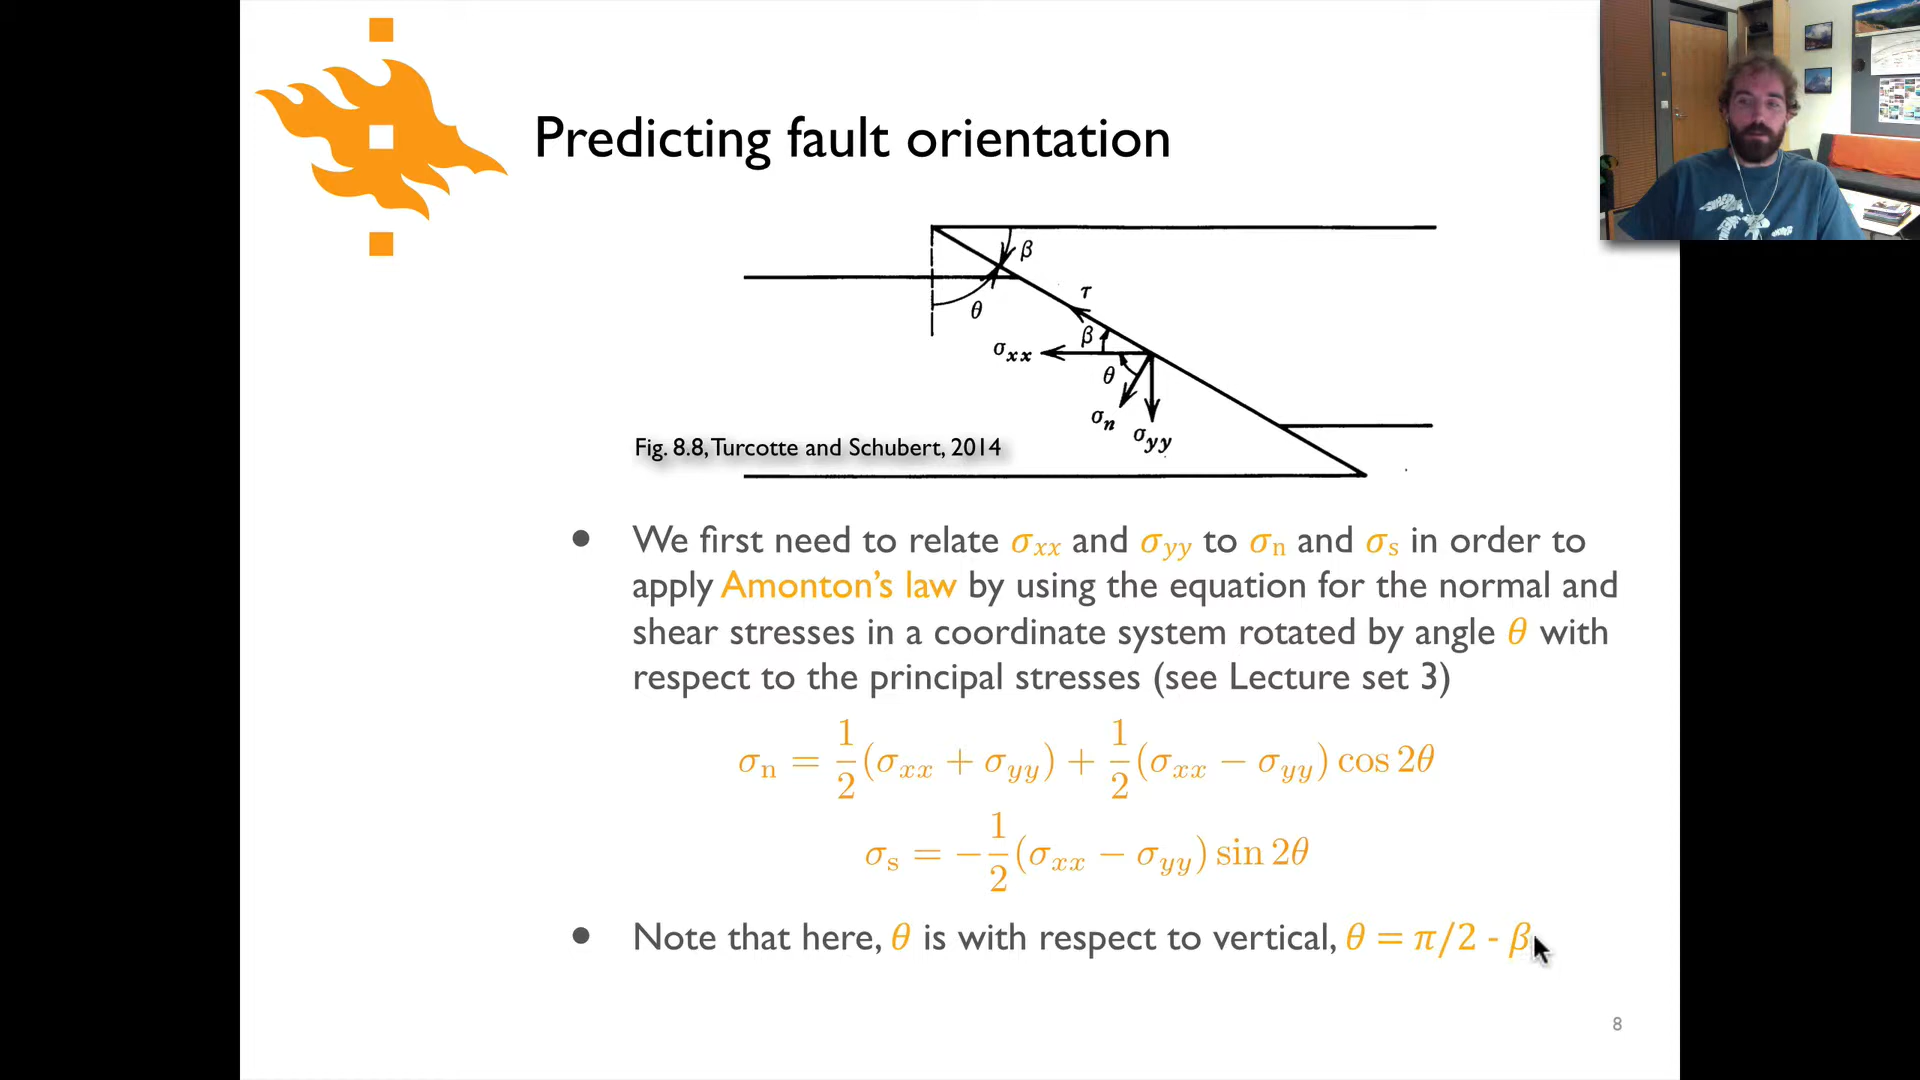 Predicting fault orientation
β
θ
τ
β
σxx
θ
σn
σyy
Fig. 8.8, Turcotte and Schubert, 2014
• We first need to relate σxx and σyy to σn and σs in order to
apply Amonton's law by using the equation for the normal and
shear stresses in a coordinate system rotated by angle θ with
respect to the principal stresses (see Lecture set 3)
σn = 1/2(σxx + σyy) + 1/2(σxx − σyy) cos 2θ
σs = −1/2(σxx − σyy) sin 2θ
• Note that here, θ is with respect to vertical, θ = π/2 - β
8